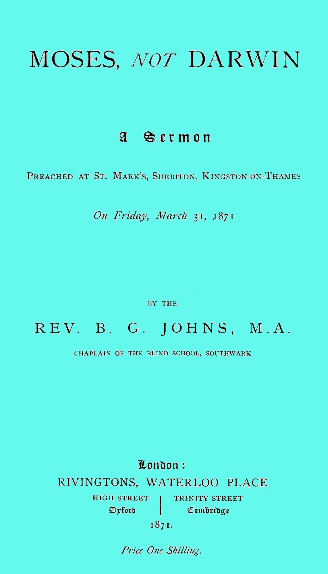 MOSES, NOT DARWIN
A Sermon
PREACHED AT ST. MARK'S, SURBITON, KINGSTON ON THAMES
On Friday, March 31, 1871
BY THE
REV. B. G. JOHNS, M.A.
CHAPLAIN OF THE BLIND SCHOOL, SOUTHWARK
London:
RIVINGTONS, WATERLOO PLACE
HIGH STREET | TRINITY STREET
Oxford | Cambridge
1871.
Price One Shilling.